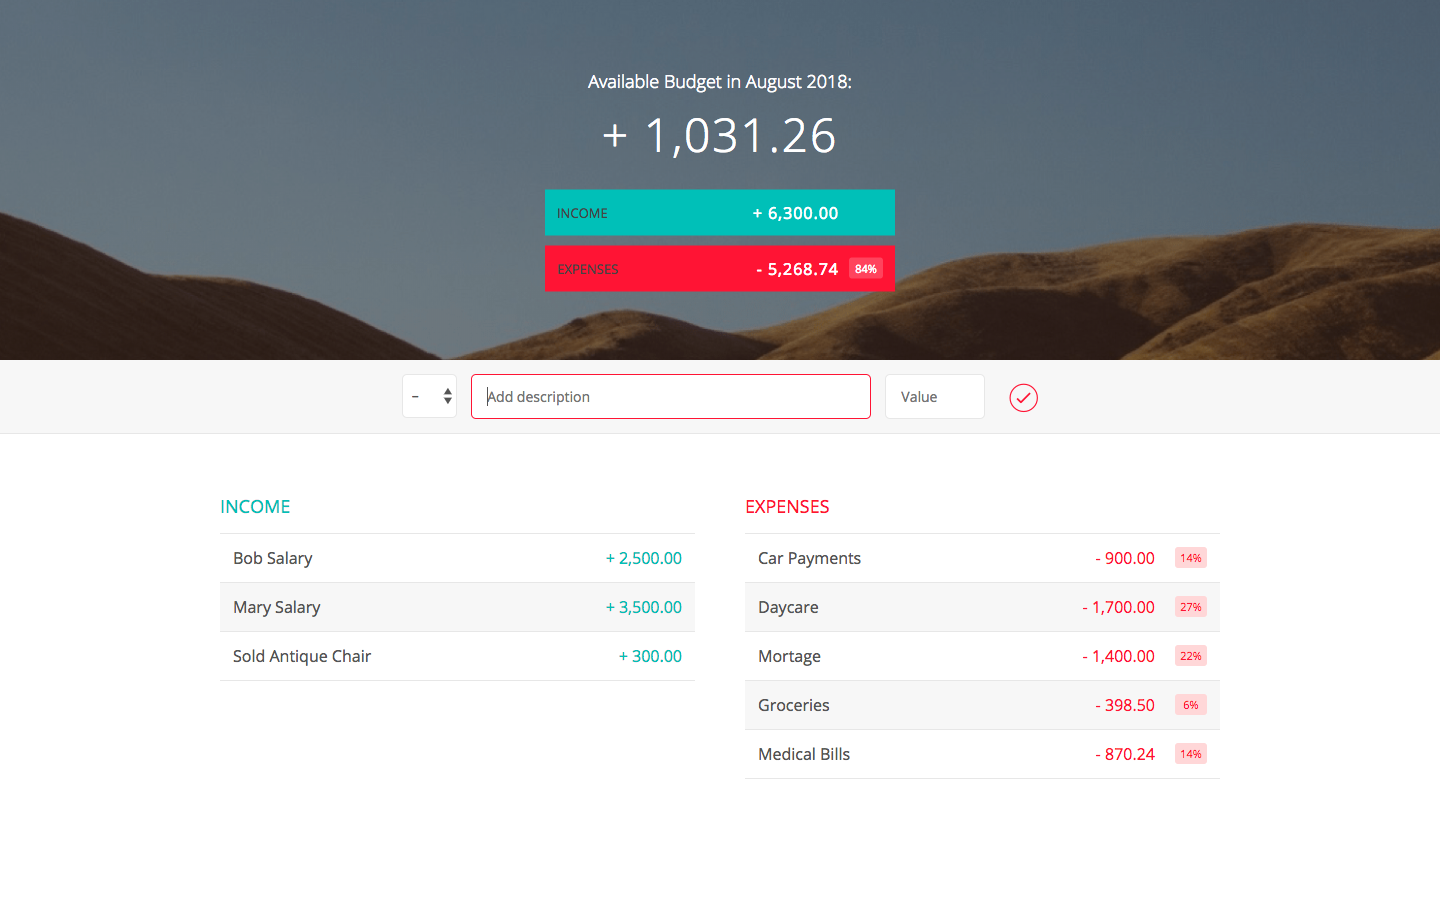 Available Budget in August 2018:
+ 1,031.26
INCOME + 6,300.00
EXPENSES - 5,268.74 84%
– Add description Value
INCOME
Bob Salary + 2,500.00
Mary Salary + 3,500.00
Sold Antique Chair + 300.00
EXPENSES
Car Payments - 900.00 14%
Daycare - 1,700.00 27%
Mortage - 1,400.00 22%
Groceries - 398.50 6%
Medical Bills - 870.24 14%